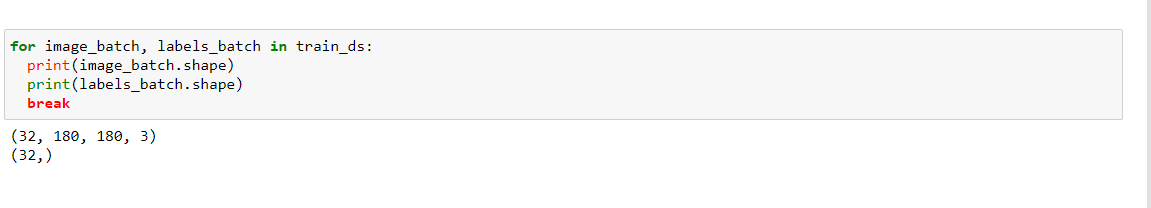 for image_batch, labels_batch in train_ds:
  print(image_batch.shape)
  print(labels_batch.shape)
  break
(32, 180, 180, 3)
(32,)